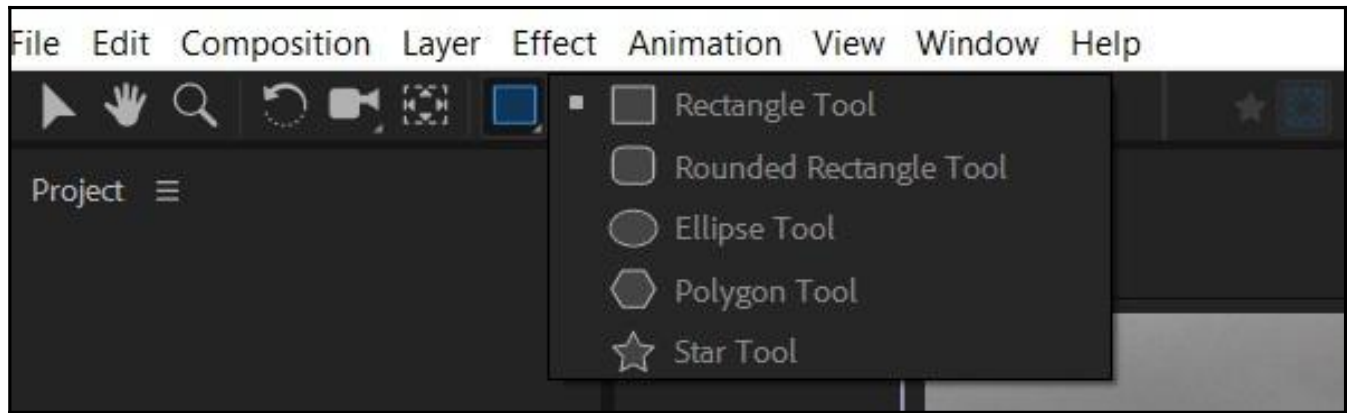 File Edit Composition Layer Effect Animation View Window Help
Rectangle Tool
Rounded Rectangle Tool
Ellipse Tool
Polygon Tool
Star Tool
Project